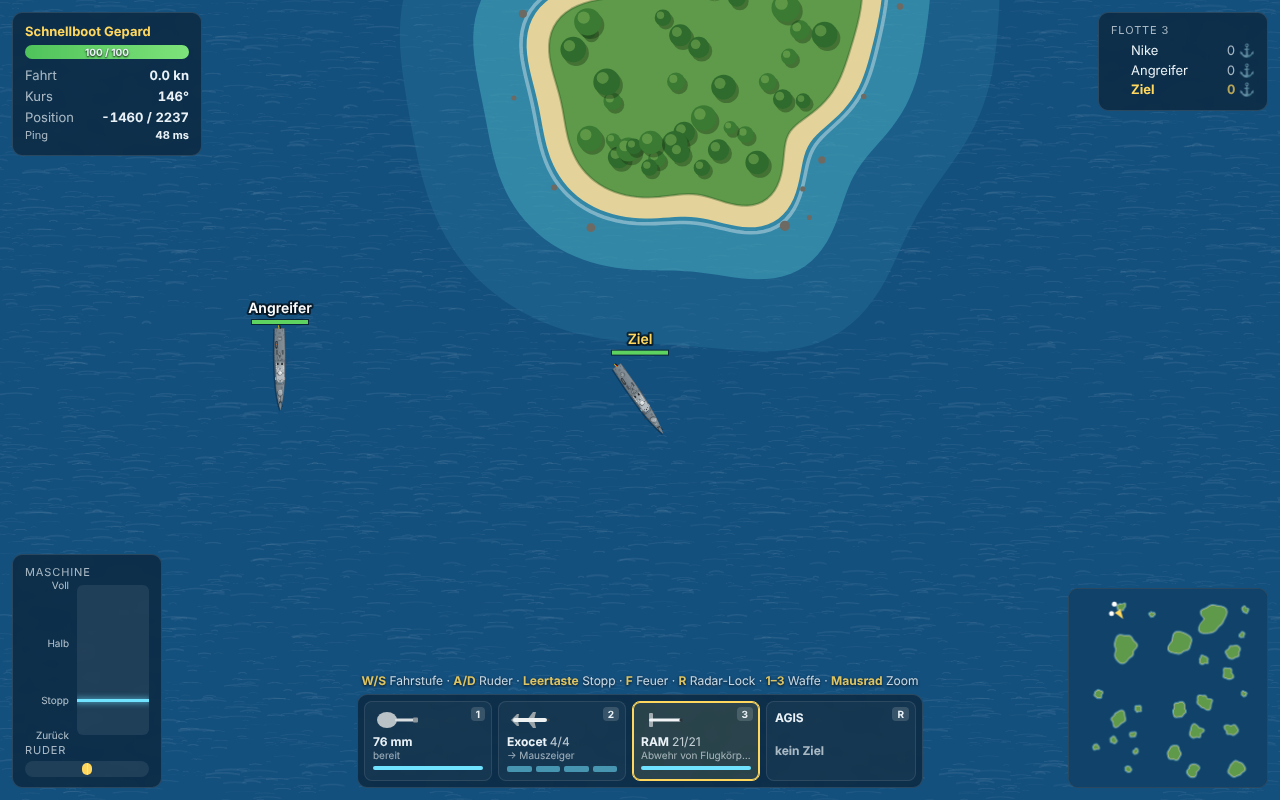 Schnellboot Gepard
100 / 100
Fahrt 0.0 kn
Kurs 146°
Position -1460 / 2237
Ping 48 ms
FLOTTE 3
Nike 0
Angreifer 0
Ziel 0
Angreifer
Ziel
MASCHINE
Voll
Halb
Stopp
Zurück
RUDER
W/S Fahrstufe · A/D Ruder · Leertaste Stopp · F Feuer · R Radar-Lock · 1–3 Waffe · Mausrad Zoom
1
76 mm
bereit
2
Exocet 4/4
→ Mauszeiger
3
RAM 21/21
Abwehr von Flugkörp…
AGIS R
kein Ziel